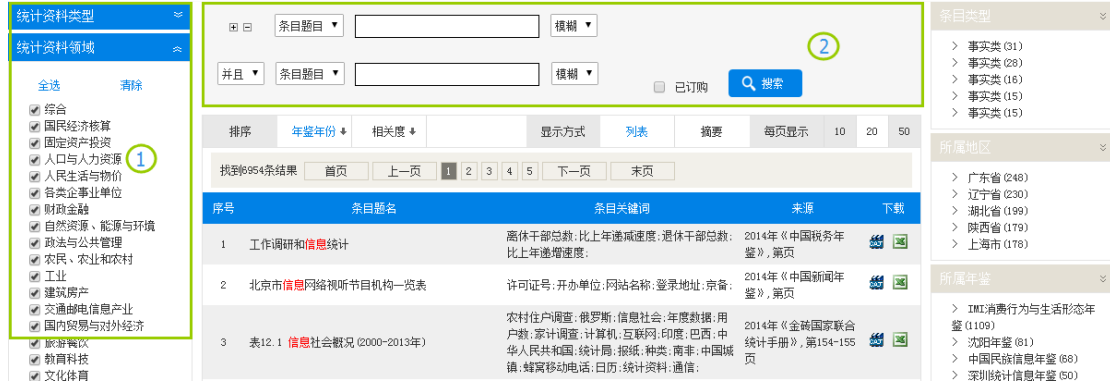 统计资料类型
统计资料领域
全选 清除
综合
国民经济核算
固定资产投资
人口与人力资源
人民生活与物价
各类企事业单位
财政金融
自然资源、能源与环境
政法与公共管理
农民、农业和农村
工业
建筑房产
交通邮电信息产业
国内贸易与对外经济
旅游餐饮
教育科技
文化体育
1
条目题目 ▼ 模糊 ▼
并且 ▼ 条目题目 ▼ 模糊 ▼
已订购 搜索
2
排序 年鉴年份 相关度 显示方式 列表 摘要 每页显示 10 20 50
找到6954条结果 首页 上一页 1 2 3 4 5 下一页 末页
序号 条目题名 条目关键词 来源 下载
1 工作调研和信息统计
离休干部总数;比上年递减速度;退休干部总数;
比上年递增速度;
2014年《中国税务年
鉴》,第页
2 北京市信息网络视听节目机构一览表
许可证号;开办单位;网站名称;登录地址;京备;
2014年《中国新闻年
鉴》,第页
3 表12.1 信息社会概况(2000-2013年)
农村住户调查;俄罗斯;信息社会;年度数据;用
户数;家计调查;计算机;互联网;印度;巴西;中
华人民共和国;统计局;报纸;种类;南非;中国城
镇;蜂窝移动电话;日历;统计资料;通信;
2014年《金砖国家联合
统计手册》,第154-155
页
条目类型
> 事实类(31)
> 事实类(28)
> 事实类(16)
> 事实类(15)
> 事实类(15)
所属地区
> 广东省(248)
> 辽宁省(230)
> 湖北省(199)
> 陕西省(179)
> 上海市(178)
所属年鉴
> IMI消费行为与生活形态年
鉴(1109)
> 沈阳年鉴(81)
> 中国民族信息年鉴(68)
> 深圳统计信息年鉴(50)